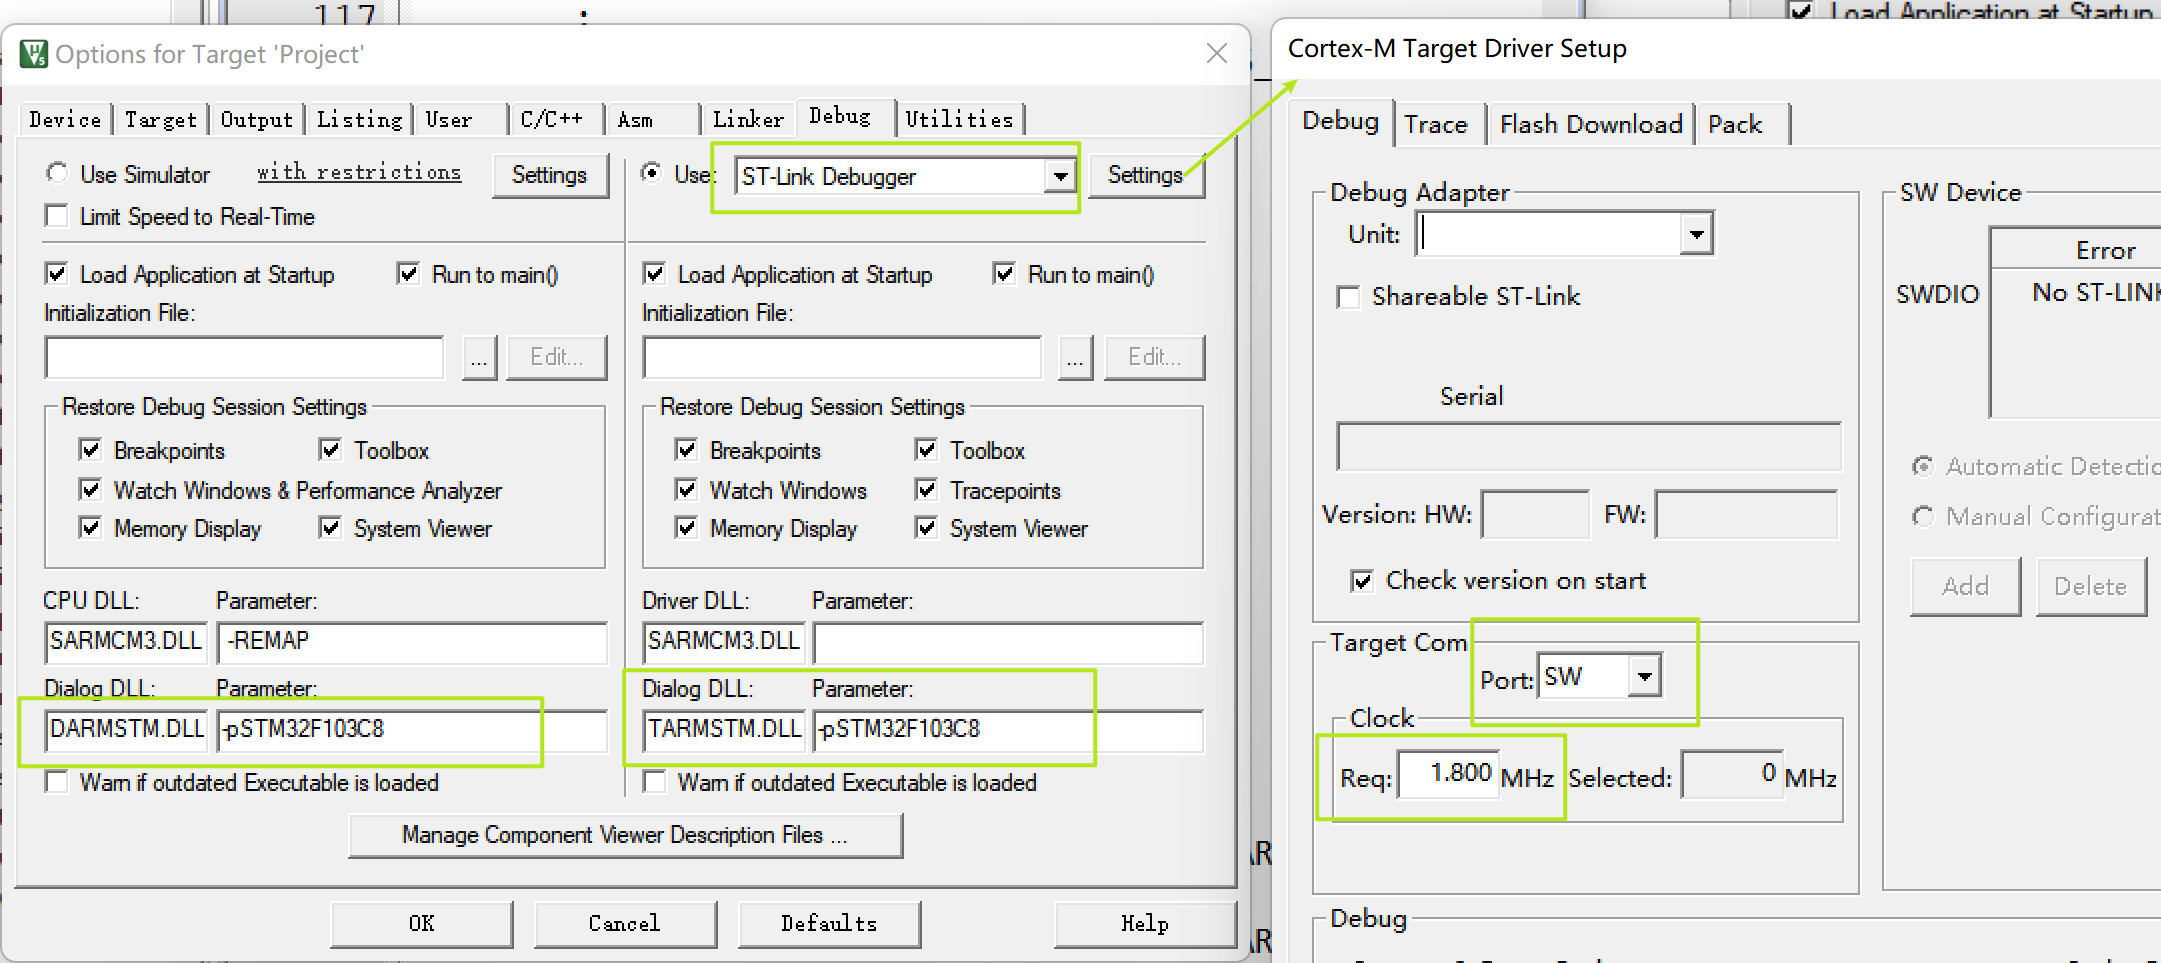 117 :
Load Application at Startup
Options for Target 'Project'
Device Target Output Listing User C/C++ Asm Linker Debug Utilities
Use Simulator with restrictions Settings
Limit Speed to Real-Time
Load Application at Startup Run to main()
Initialization File:
... Edit...
Restore Debug Session Settings
Breakpoints Toolbox
Watch Windows & Performance Analyzer
Memory Display System Viewer
CPU DLL: Parameter:
SARMCM3.DLL -REMAP
Dialog DLL: Parameter:
DARMSTM.DLL -pSTM32F103C8
Warn if outdated Executable is loaded
Use: ST-Link Debugger Settings
Load Application at Startup Run to main()
Initialization File:
... Edit...
Restore Debug Session Settings
Breakpoints Toolbox
Watch Windows Tracepoints
Memory Display System Viewer
Driver DLL: Parameter:
SARMCM3.DLL
Dialog DLL: Parameter:
TARMSTM.DLL -pSTM32F103C8
Warn if outdated Executable is loaded
Manage Component Viewer Description Files ...
OK Cancel Defaults Help
Cortex-M Target Driver Setup
Debug Trace Flash Download Pack
Debug Adapter
Unit:
Shareable ST-Link
Serial
Version: HW: FW:
Check version on start
Target Com
Port: SW
Clock
Req: 1.800 MHz Selected: 0 MHz
Debug
SW Device
Error
SWDIO No ST-LINK
Automatic Detectio
Manual Configurat
Add Delete
AR
AR